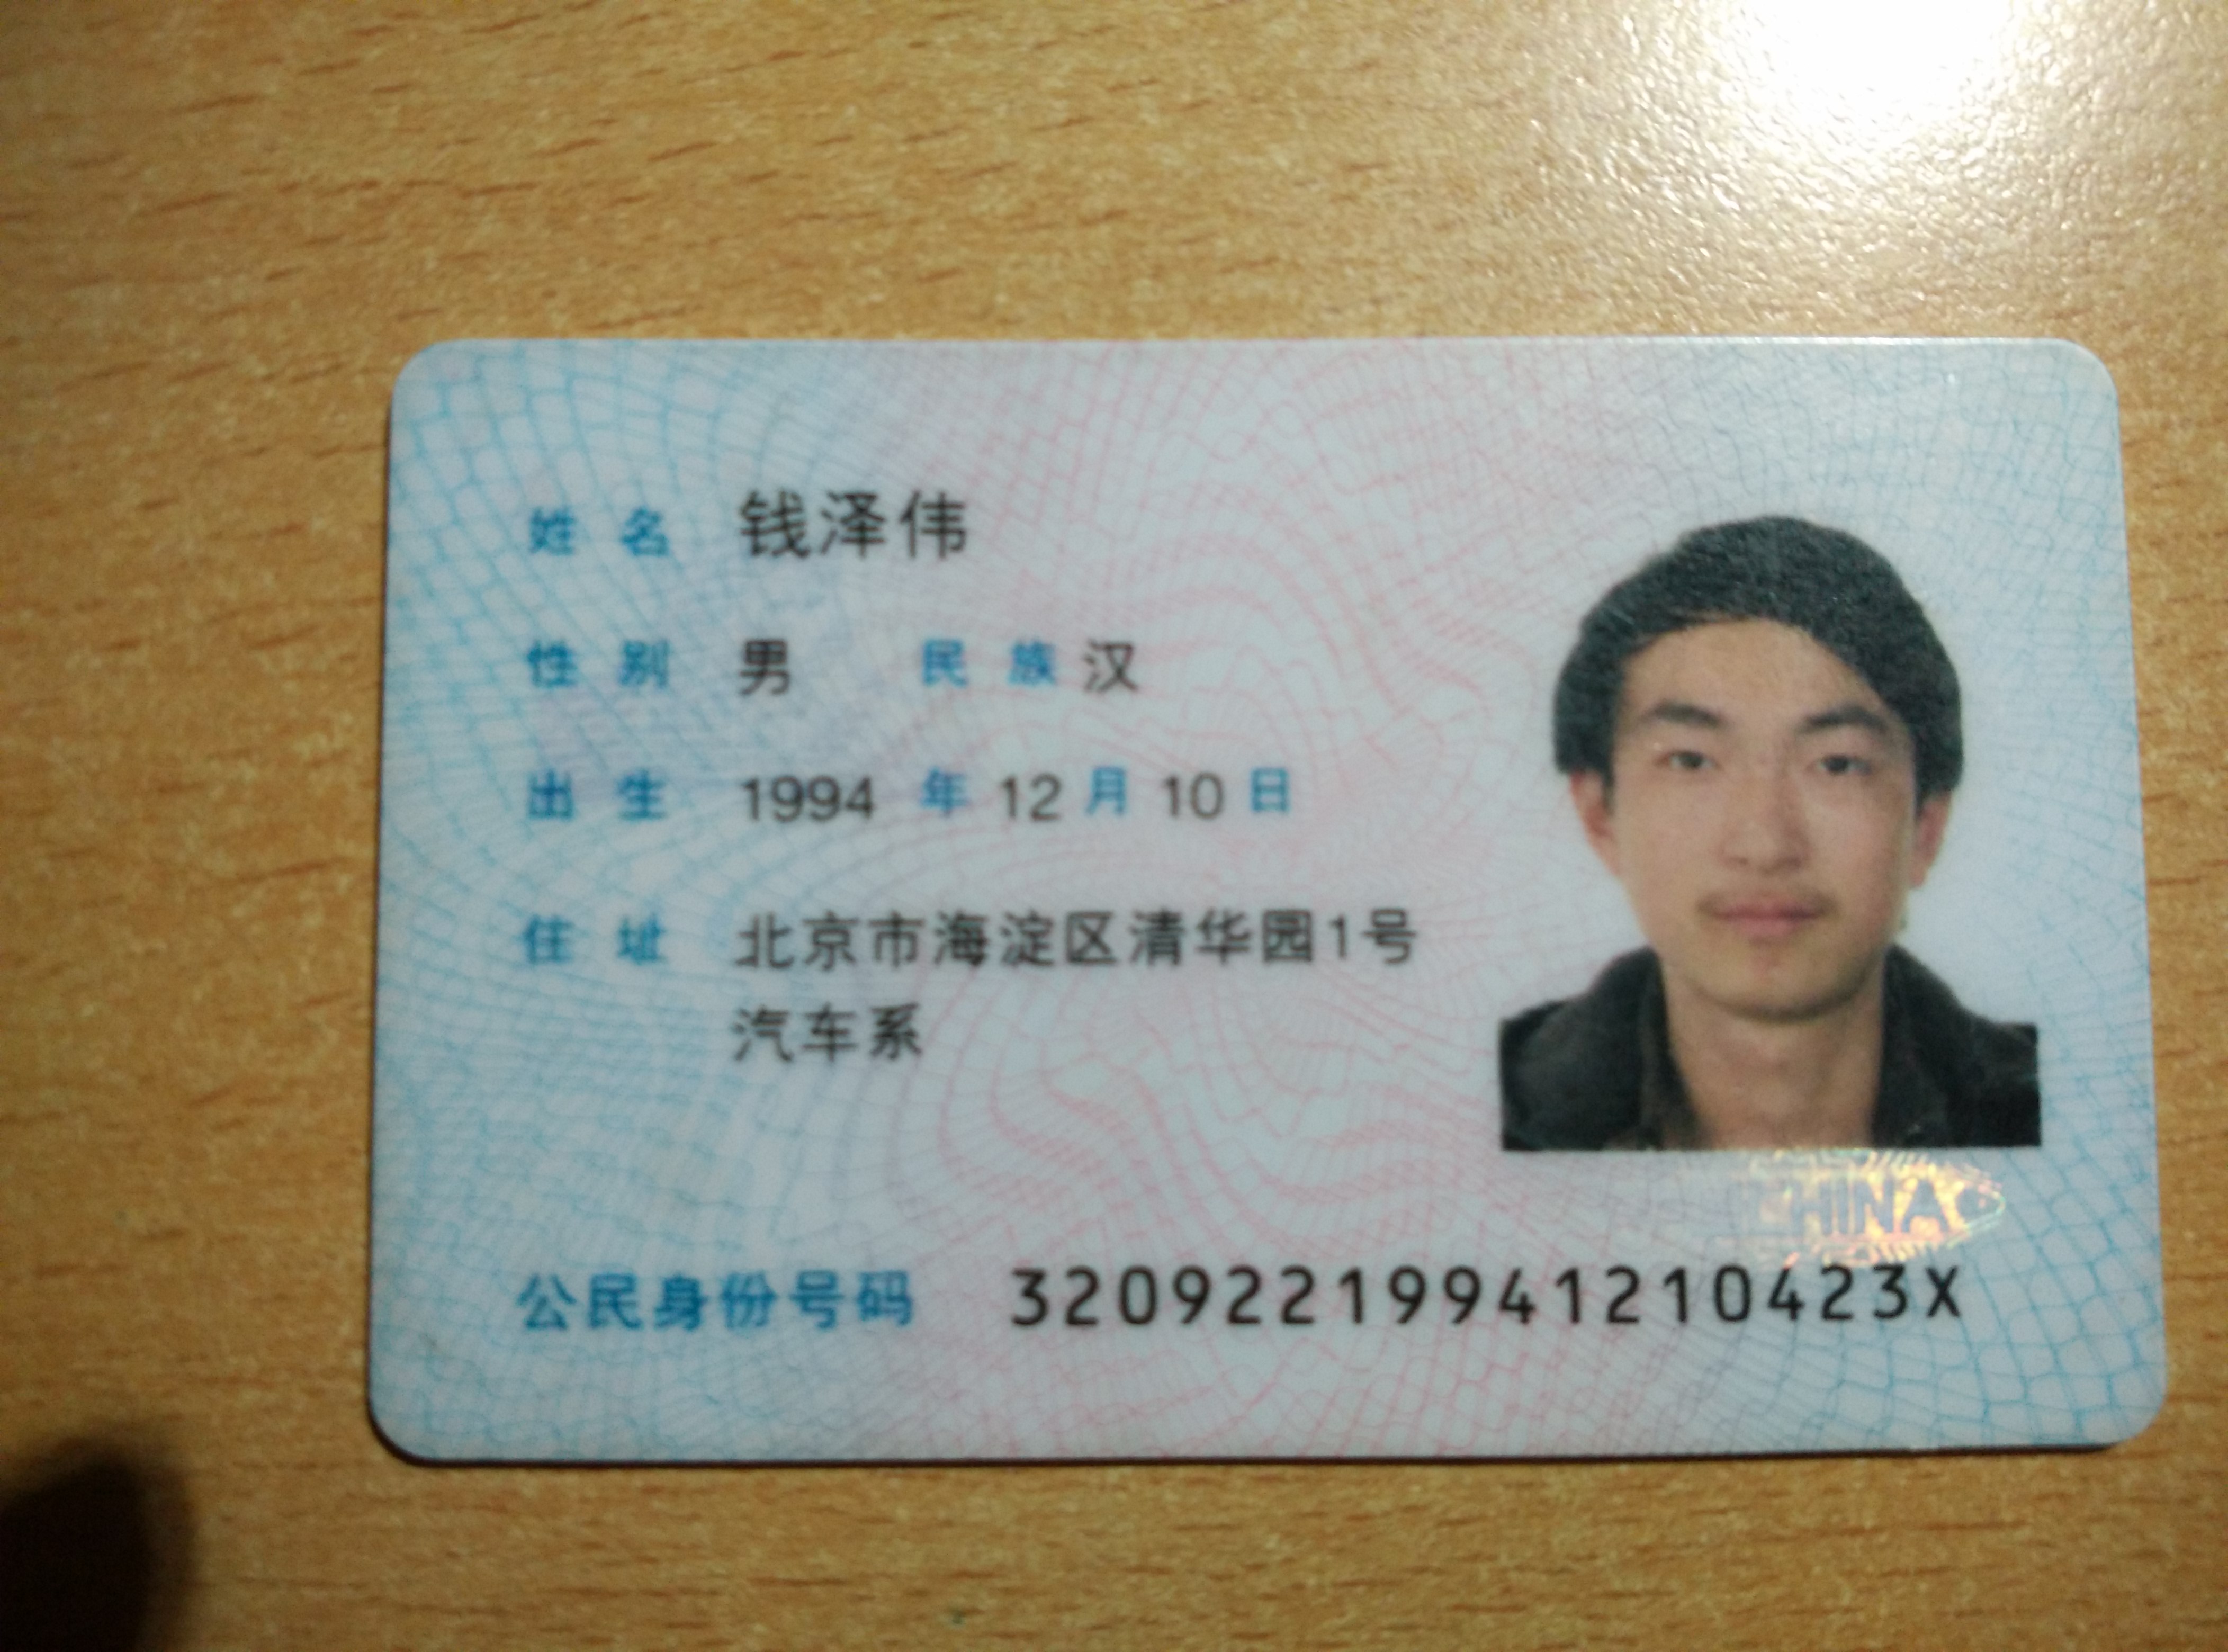 姓名 钱泽伟
性别 男 民族 汉
出生 1994 年 12 月 10 日
住址 北京市海淀区清华园1号
汽车系
CHINA
公民身份号码 32092219941210423X